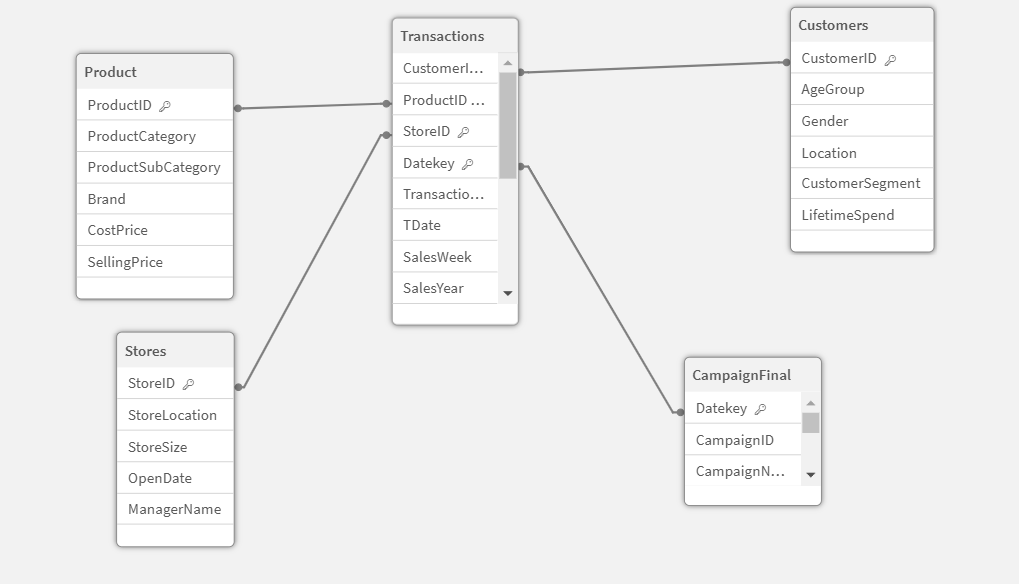 Product
ProductID
ProductCategory
ProductSubCategory
Brand
CostPrice
SellingPrice
Transactions
CustomerI...
ProductID ...
StoreID
Datekey
Transactio...
TDate
SalesWeek
SalesYear
Customers
CustomerID
AgeGroup
Gender
Location
CustomerSegment
LifetimeSpend
Stores
StoreID
StoreLocation
StoreSize
OpenDate
ManagerName
CampaignFinal
Datekey
CampaignID
CampaignN...